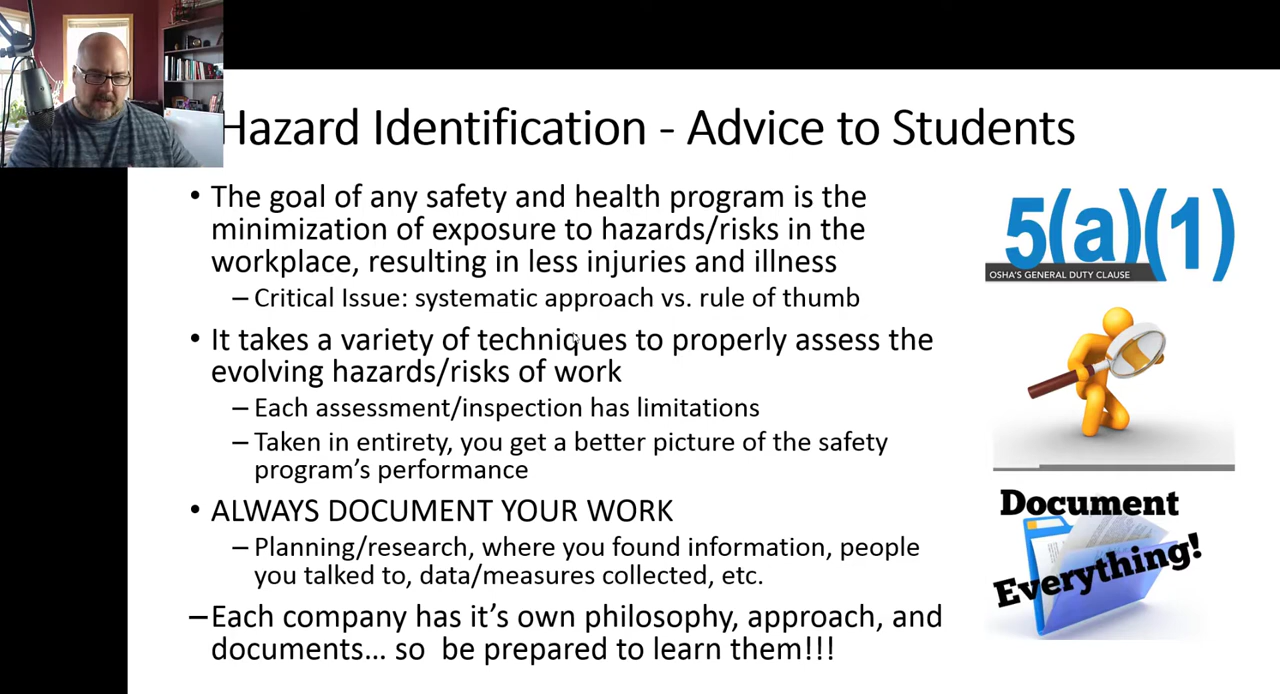 Hazard Identification - Advice to Students
• The goal of any safety and health program is the
minimization of exposure to hazards/risks in the
workplace, resulting in less injuries and illness
– Critical Issue: systematic approach vs. rule of thumb
• It takes a variety of techniques to properly assess the
evolving hazards/risks of work
– Each assessment/inspection has limitations
– Taken in entirety, you get a better picture of the safety
program's performance
• ALWAYS DOCUMENT YOUR WORK
– Planning/research, where you found information, people
you talked to, data/measures collected, etc.
–Each company has it's own philosophy, approach, and
documents... so be prepared to learn them!!!
5(a)(1)
OSHA'S GENERAL DUTY CLAUSE
Document
Everything!